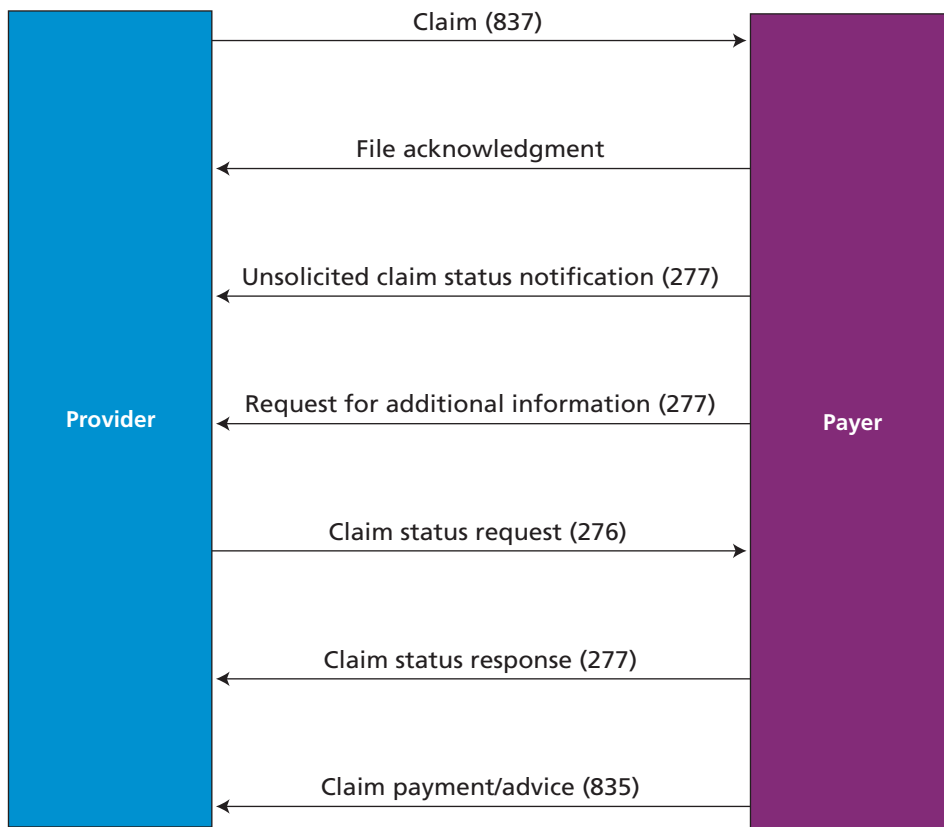 Claim (837)
File acknowledgment
Unsolicited claim status notification (277)
Request for additional information (277)
Provider
Payer
Claim status request (276)
Claim status response (277)
Claim payment/advice (835)